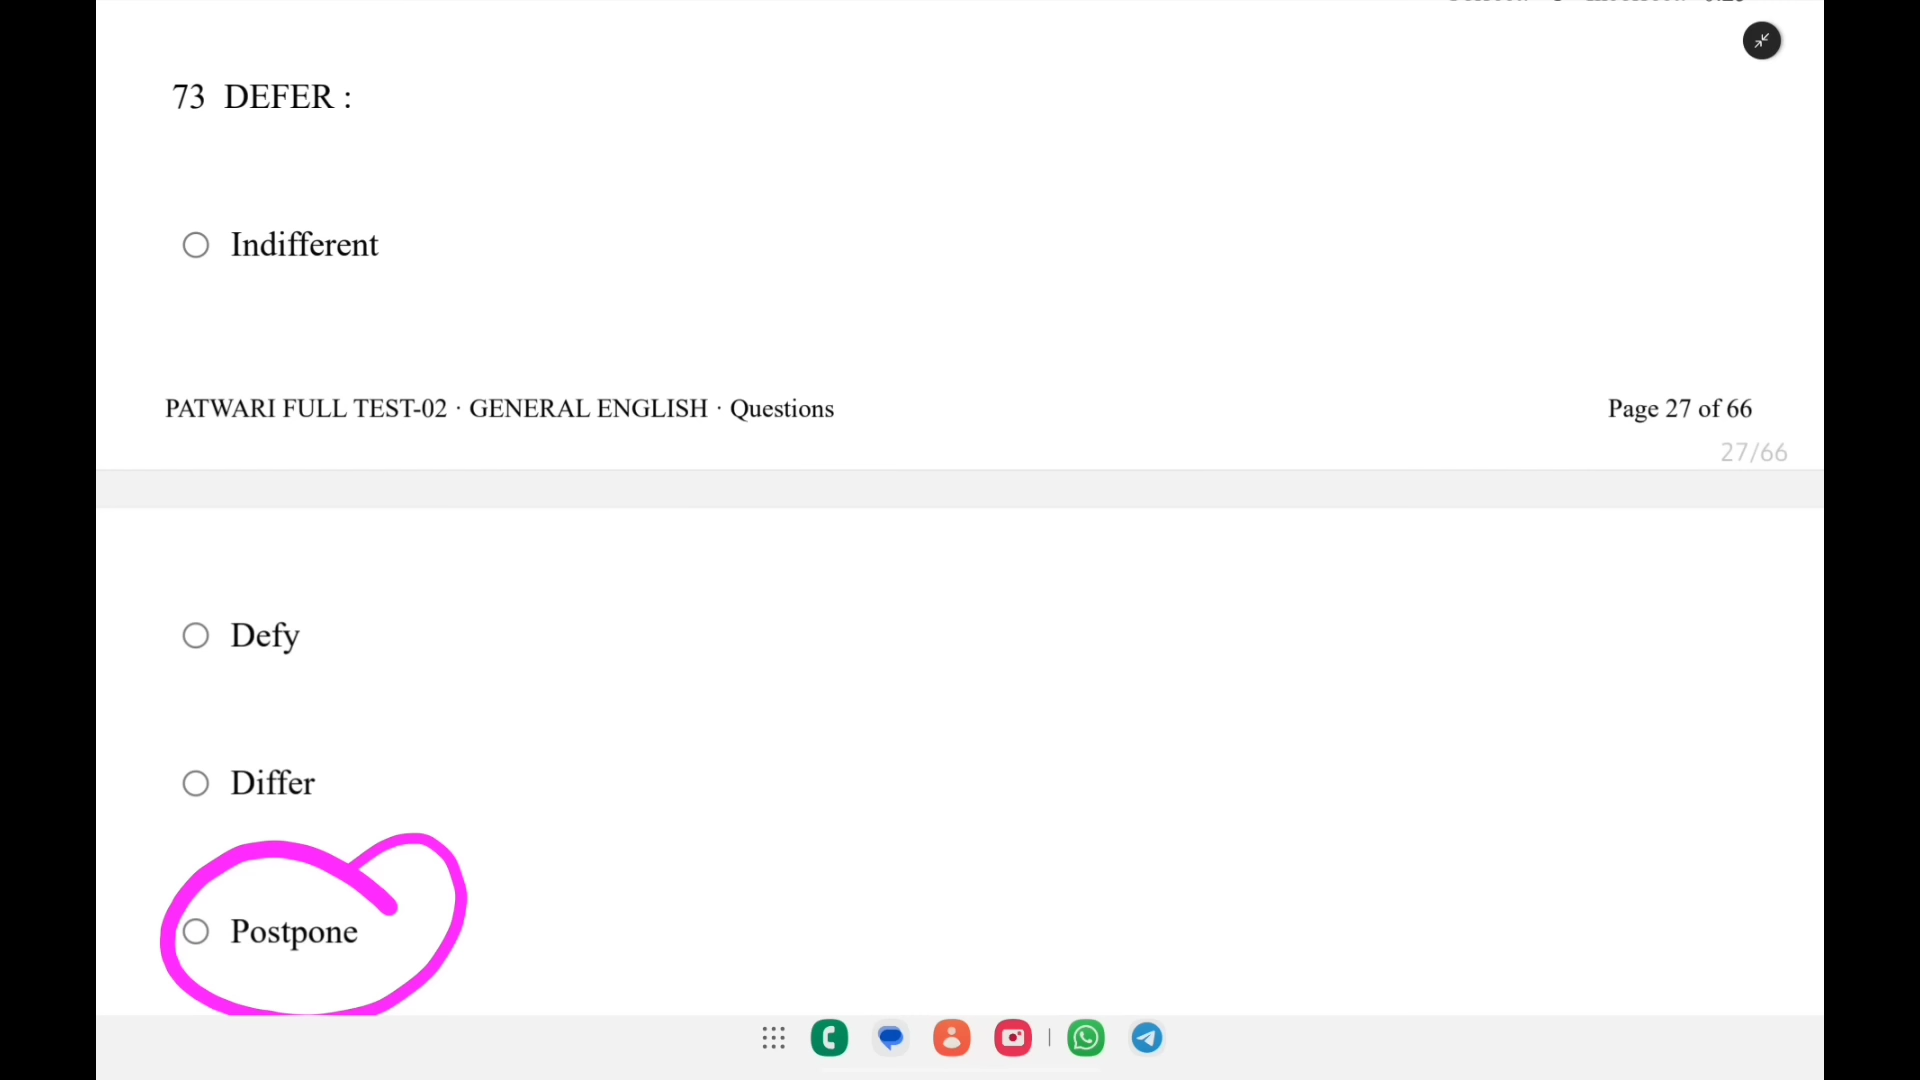 73 DEFER :
Indifferent
PATWARI FULL TEST-02 · GENERAL ENGLISH · Questions
Page 27 of 66
27/66
Defy
Differ
Postpone